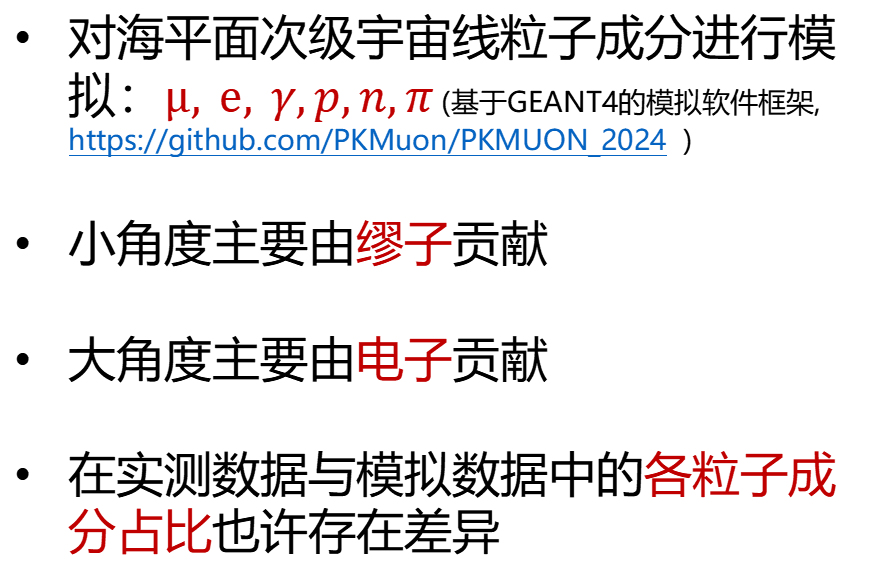 • 对海平面次级宇宙线粒子成分进行模
拟： μ, e, γ, p, n, π (基于GEANT4的模拟软件框架,
https://github.com/PKMuon/PKMUON_2024 )
• 小角度主要由缪子贡献
• 大角度主要由电子贡献
• 在实测数据与模拟数据中的各粒子成
分占比也许存在差异